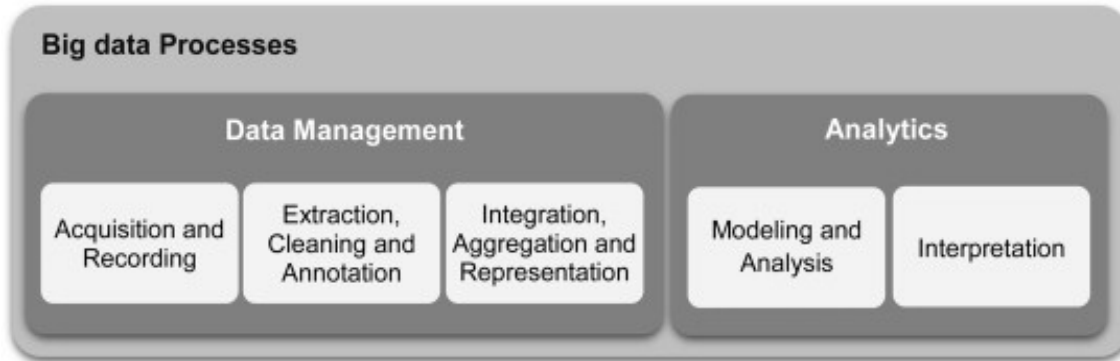 Big data Processes
Data Management
Acquisition and
Recording
Extraction,
Cleaning and
Annotation
Integration,
Aggregation and
Representation
Analytics
Modeling and
Analysis
Interpretation